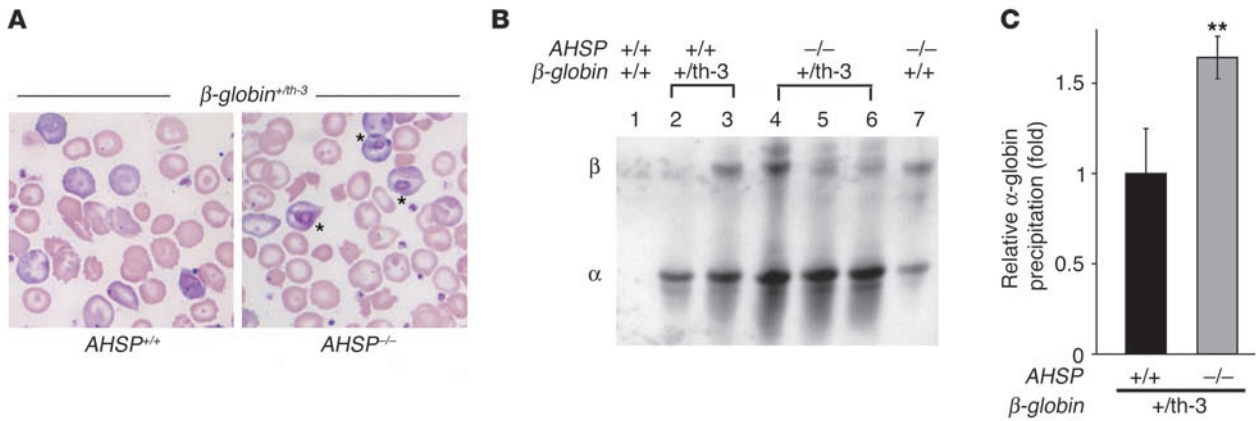 A
β-globin+/th-3
*
*
*
AHSP+/+
AHSP–/–
B
AHSP +/+ +/+ –/– –/–
β-globin +/+ +/th-3 +/th-3 +/+
1 2 3 4 5 6 7
β
α
C
Relative α-globin
precipitation (fold)
**
1.5
1
0.5
0
AHSP +/+ –/–
β-globin +/th-3